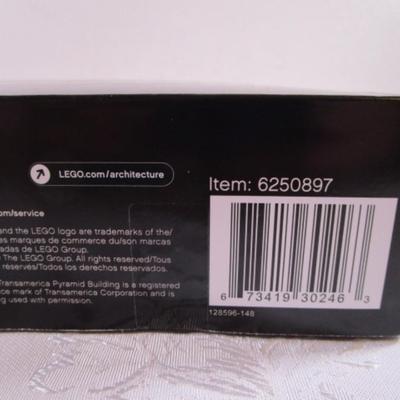 LEGO.com/architecture
Item: 6250897
om/service
and the LEGO logo are trademarks of the/
es marques de commerce du/son marcas
adas de LEGO Group.
The LEGO Group. All rights reserved/Tous
réservés/Todos los derechos reservados.
Transamerica Pyramid Building is a registered
ce mark of Transamerica Corporation and is
ng used with permission.
6 73419 30246 3
128596-148